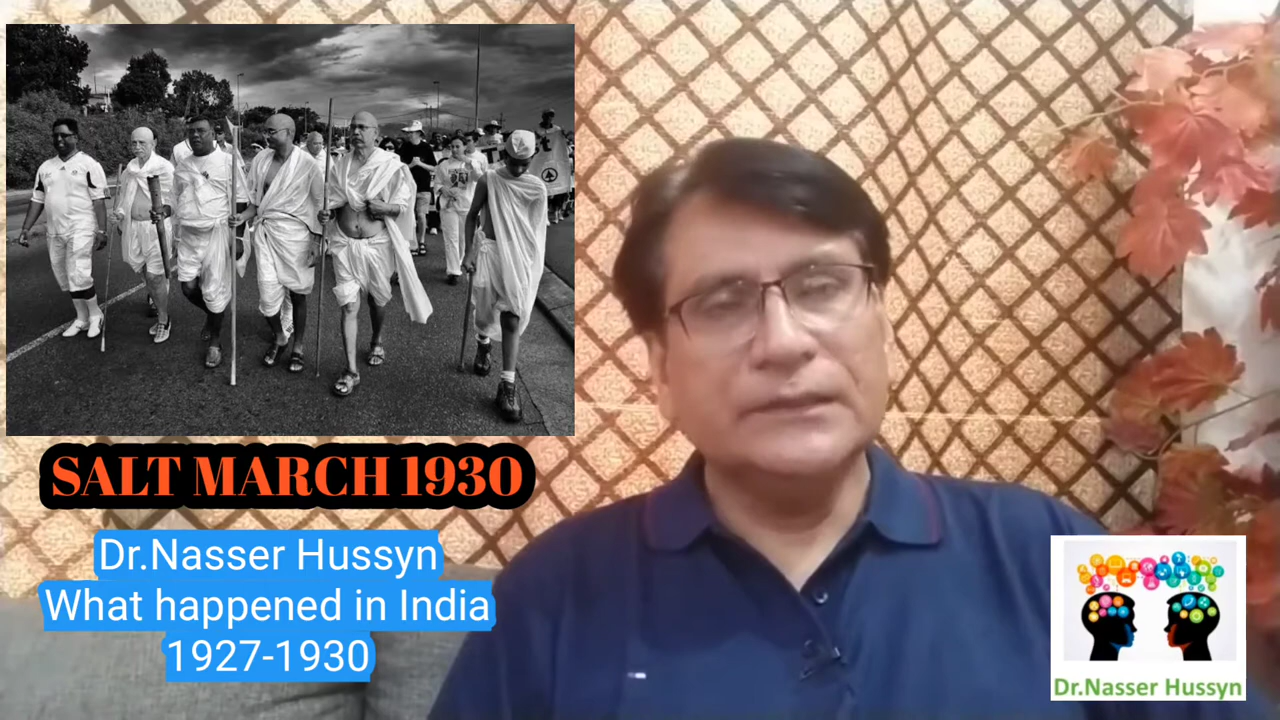 SALT MARCH 1930
Dr.Nasser Hussyn
What happened in India
1927-1930
Dr.Nasser Hussyn